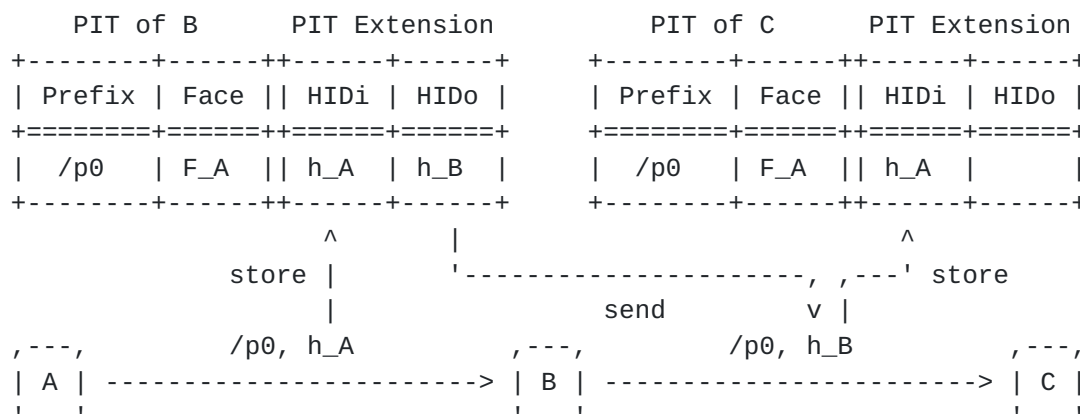 PIT of B      PIT Extension          PIT of C      PIT Extension
+--------+------++------+------+     +--------+------++------+------+
| Prefix | Face || HIDi | HIDo |     | Prefix | Face || HIDi | HIDo |
+========+======++======+======+     +========+======++======+======+
|  /p0   | F_A  || h_A  | h_B  |     |  /p0   | F_A  || h_A  |      |
+--------+------++------+------+     +--------+------++------+------+
                    ^       |                            ^
              store |       '----------------------, ,---' store
                    |                 send         v |
,---,         /p0, h_A          ,---,         /p0, h_B          ,---,
| A | ------------------------> | B | ------------------------> | C |
'   '                           '   '                           '   '